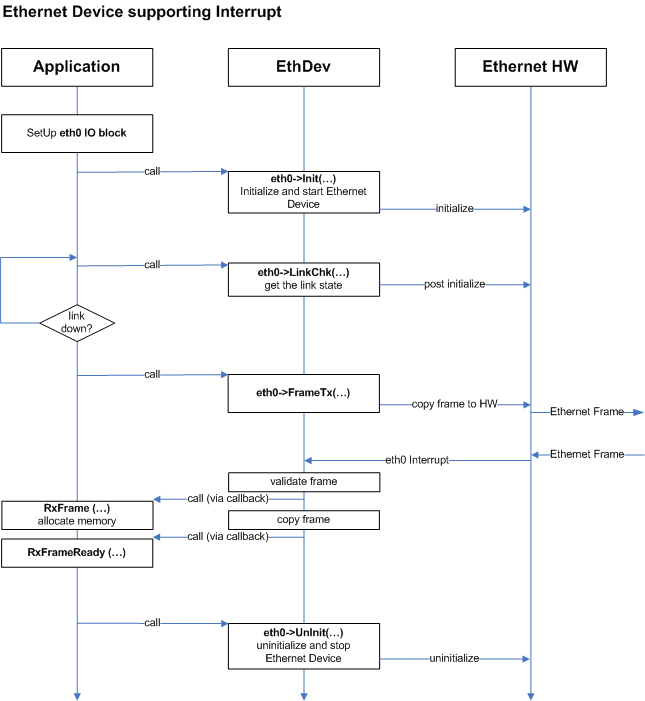 Ethernet Device supporting Interrupt
Application
EthDev
Ethernet HW
SetUp eth0 IO block
call
eth0->Init(...)
Initialize and start Ethernet
Device
initialize
call
eth0->LinkChk(...)
get the link state
post initialize
link
down?
call
eth0->FrameTx(...)
copy frame to HW
Ethernet Frame
Ethernet Frame
eth0 Interrupt
validate frame
call (via callback)
RxFrame (...)
allocate memory
copy frame
call (via callback)
RxFrameReady (...)
call
eth0->UnInit(...)
uninitialize and stop
Ethernet Device
uninitialize